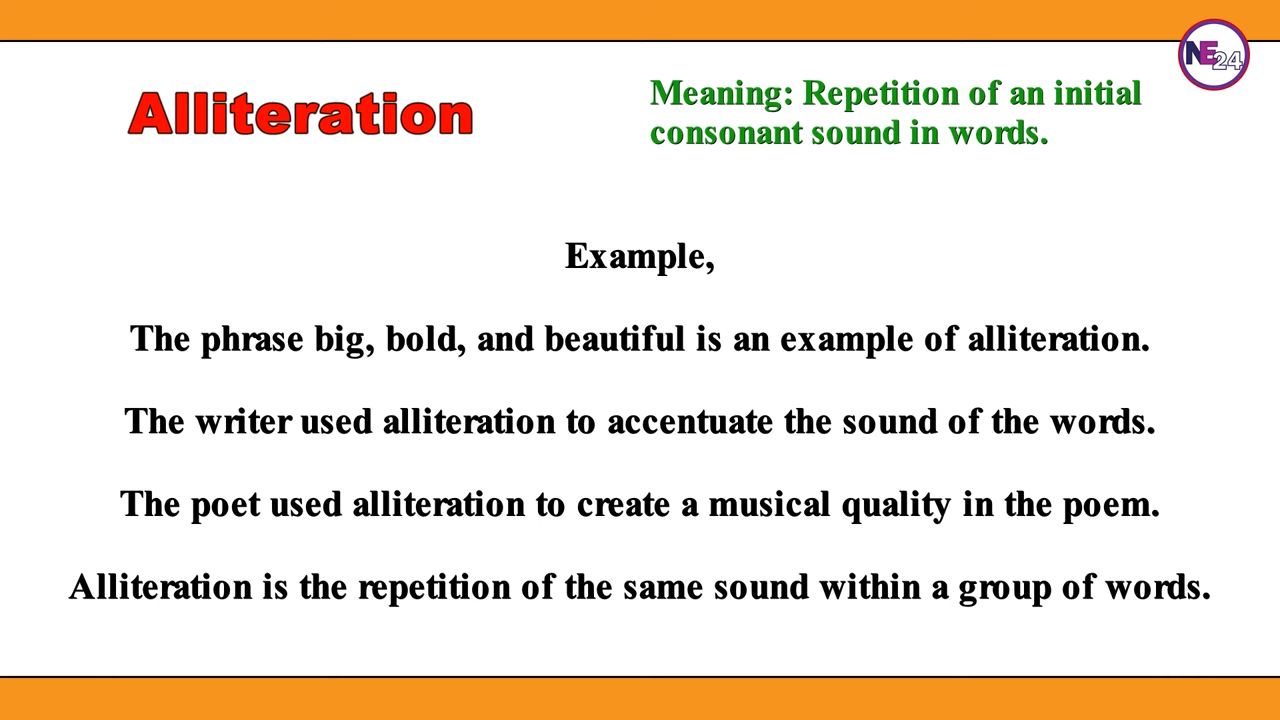 NE24
Alliteration
Meaning: Repetition of an initial
consonant sound in words.
Example,
The phrase big, bold, and beautiful is an example of alliteration.
The writer used alliteration to accentuate the sound of the words.
The poet used alliteration to create a musical quality in the poem.
Alliteration is the repetition of the same sound within a group of words.